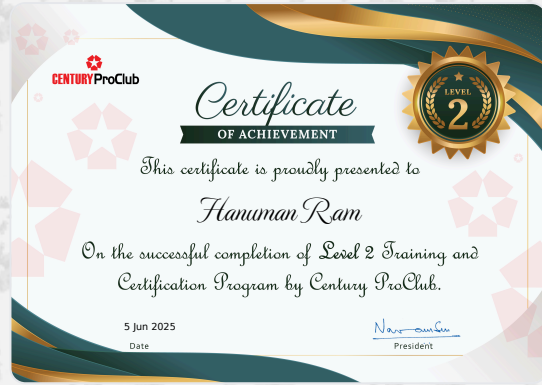 CENTURY ProClub
Certificate
OF ACHIEVEMENT
LEVEL
2
This certificate is proudly presented to
Hanuman Ram
On the successful completion of Level 2 Training and
Certification Program by Century ProClub.
5 Jun 2025
Date
President